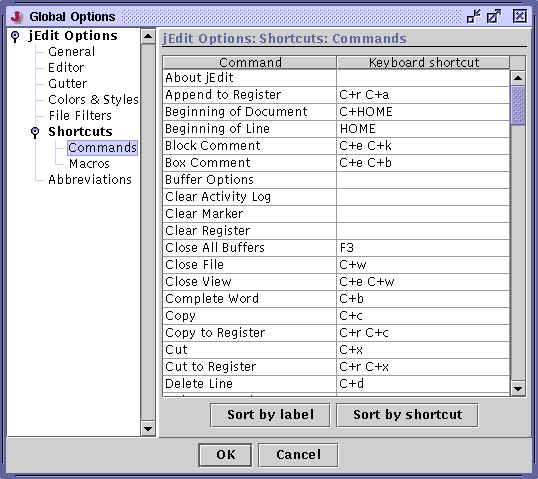 Global Options
jEdit Options
General
Editor
Gutter
Colors & Styles
File Filters
Shortcuts
Commands
Macros
Abbreviations
jEdit Options: Shortcuts: Commands
Command Keyboard shortcut
About jEdit
Append to Register C+r C+a
Beginning of Document C+HOME
Beginning of Line HOME
Block Comment C+e C+k
Box Comment C+e C+b
Buffer Options
Clear Activity Log
Clear Marker
Clear Register
Close All Buffers F3
Close File C+w
Close View C+e C+w
Complete Word C+b
Copy C+c
Copy to Register C+r C+c
Cut C+x
Cut to Register C+r C+x
Delete Line C+d
Sort by label Sort by shortcut
OK Cancel